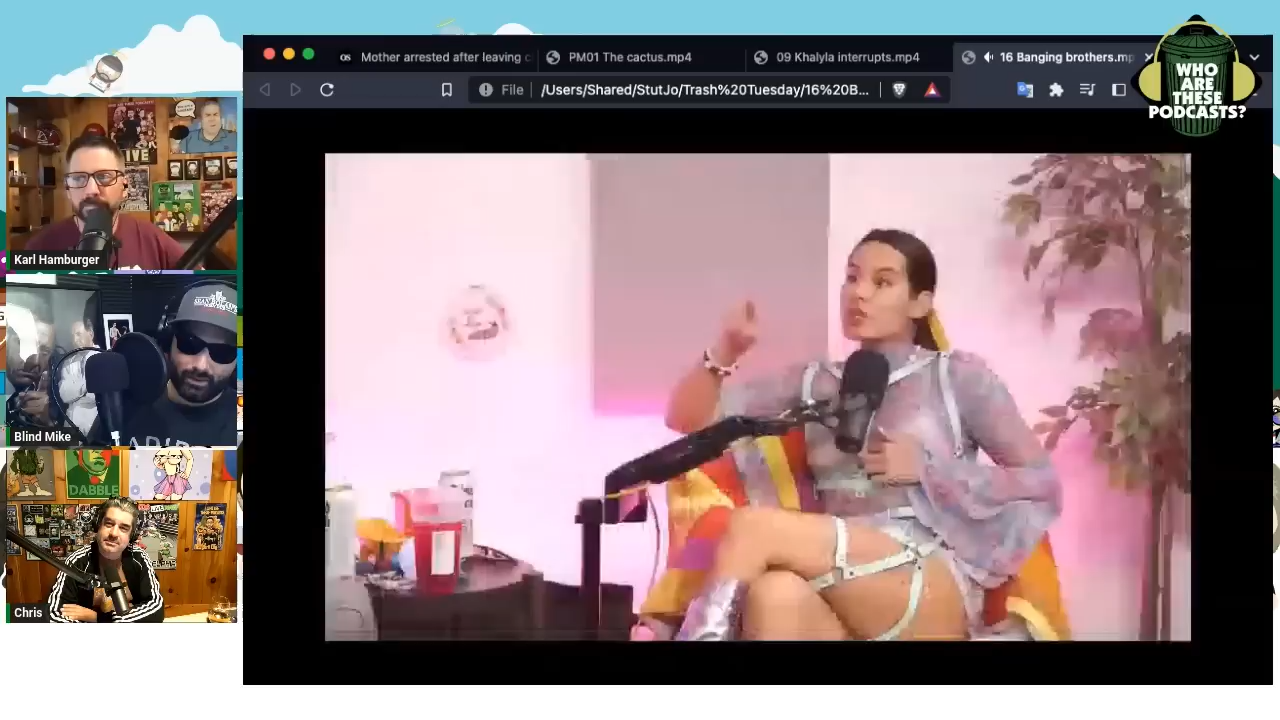 Mother arrested after leaving
PM01 The cactus.mp4
09 Khalyla interrupts.mp4
16 Banging brothers.mp
File
/Users/Shared/StutJo/Trash%20Tuesday/16%20B...
WHO
ARE
THESE
PODCASTS?
LIVE
Karl Hamburger
Blind Mike
DABBLE
Chris